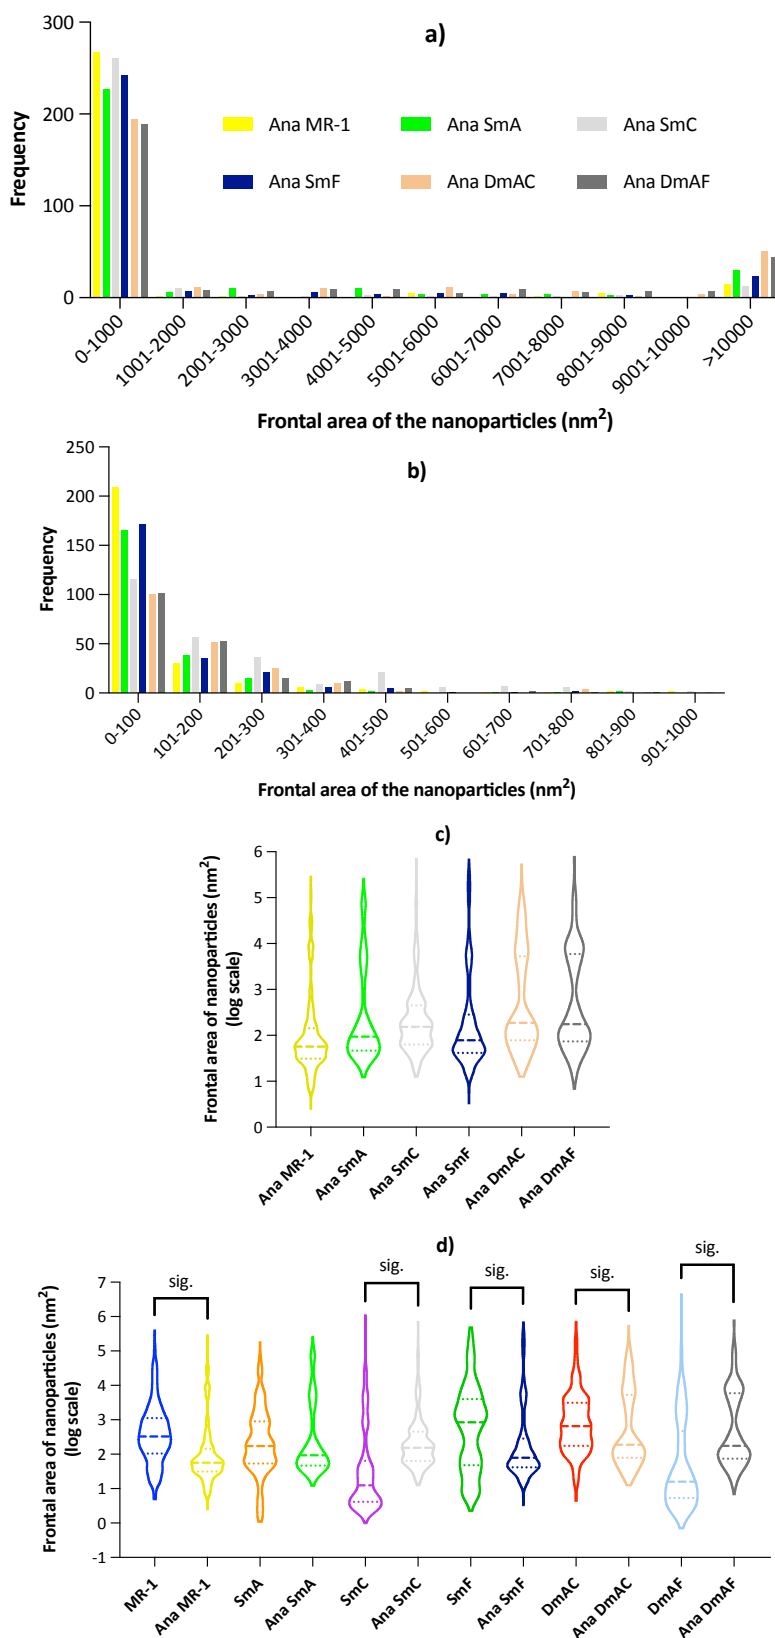 a)
300
200
100
0
Frequency
Ana MR-1
Ana SmA
Ana SmC
Ana SmF
Ana DmAC
Ana DmAF
0-1000
1001-2000
2001-3000
3001-4000
4001-5000
5001-6000
6001-7000
7001-8000
8001-9000
9001-10000
>10000
Frontal area of the nanoparticles (nm²)
b)
250
200
150
100
50
0
Frequency
0-100
101-200
201-300
301-400
401-500
501-600
601-700
701-800
801-900
901-1000
Frontal area of the nanoparticles (nm²)
c)
6
5
4
3
2
1
0
Frontal area of nanoparticles (nm²)
(log scale)
Ana MR-1
Ana SmA
Ana SmC
Ana SmF
Ana DmAC
Ana DmAF
d)
sig.
sig.
sig.
sig.
sig.
7
6
5
4
3
2
1
0
-1
Frontal area of nanoparticles (nm²)
(log scale)
MR-1
Ana MR-1
SmA
Ana SmA
SmC
Ana SmC
SmF
Ana SmF
DmAC
Ana DmAC
DmAF
Ana DmAF